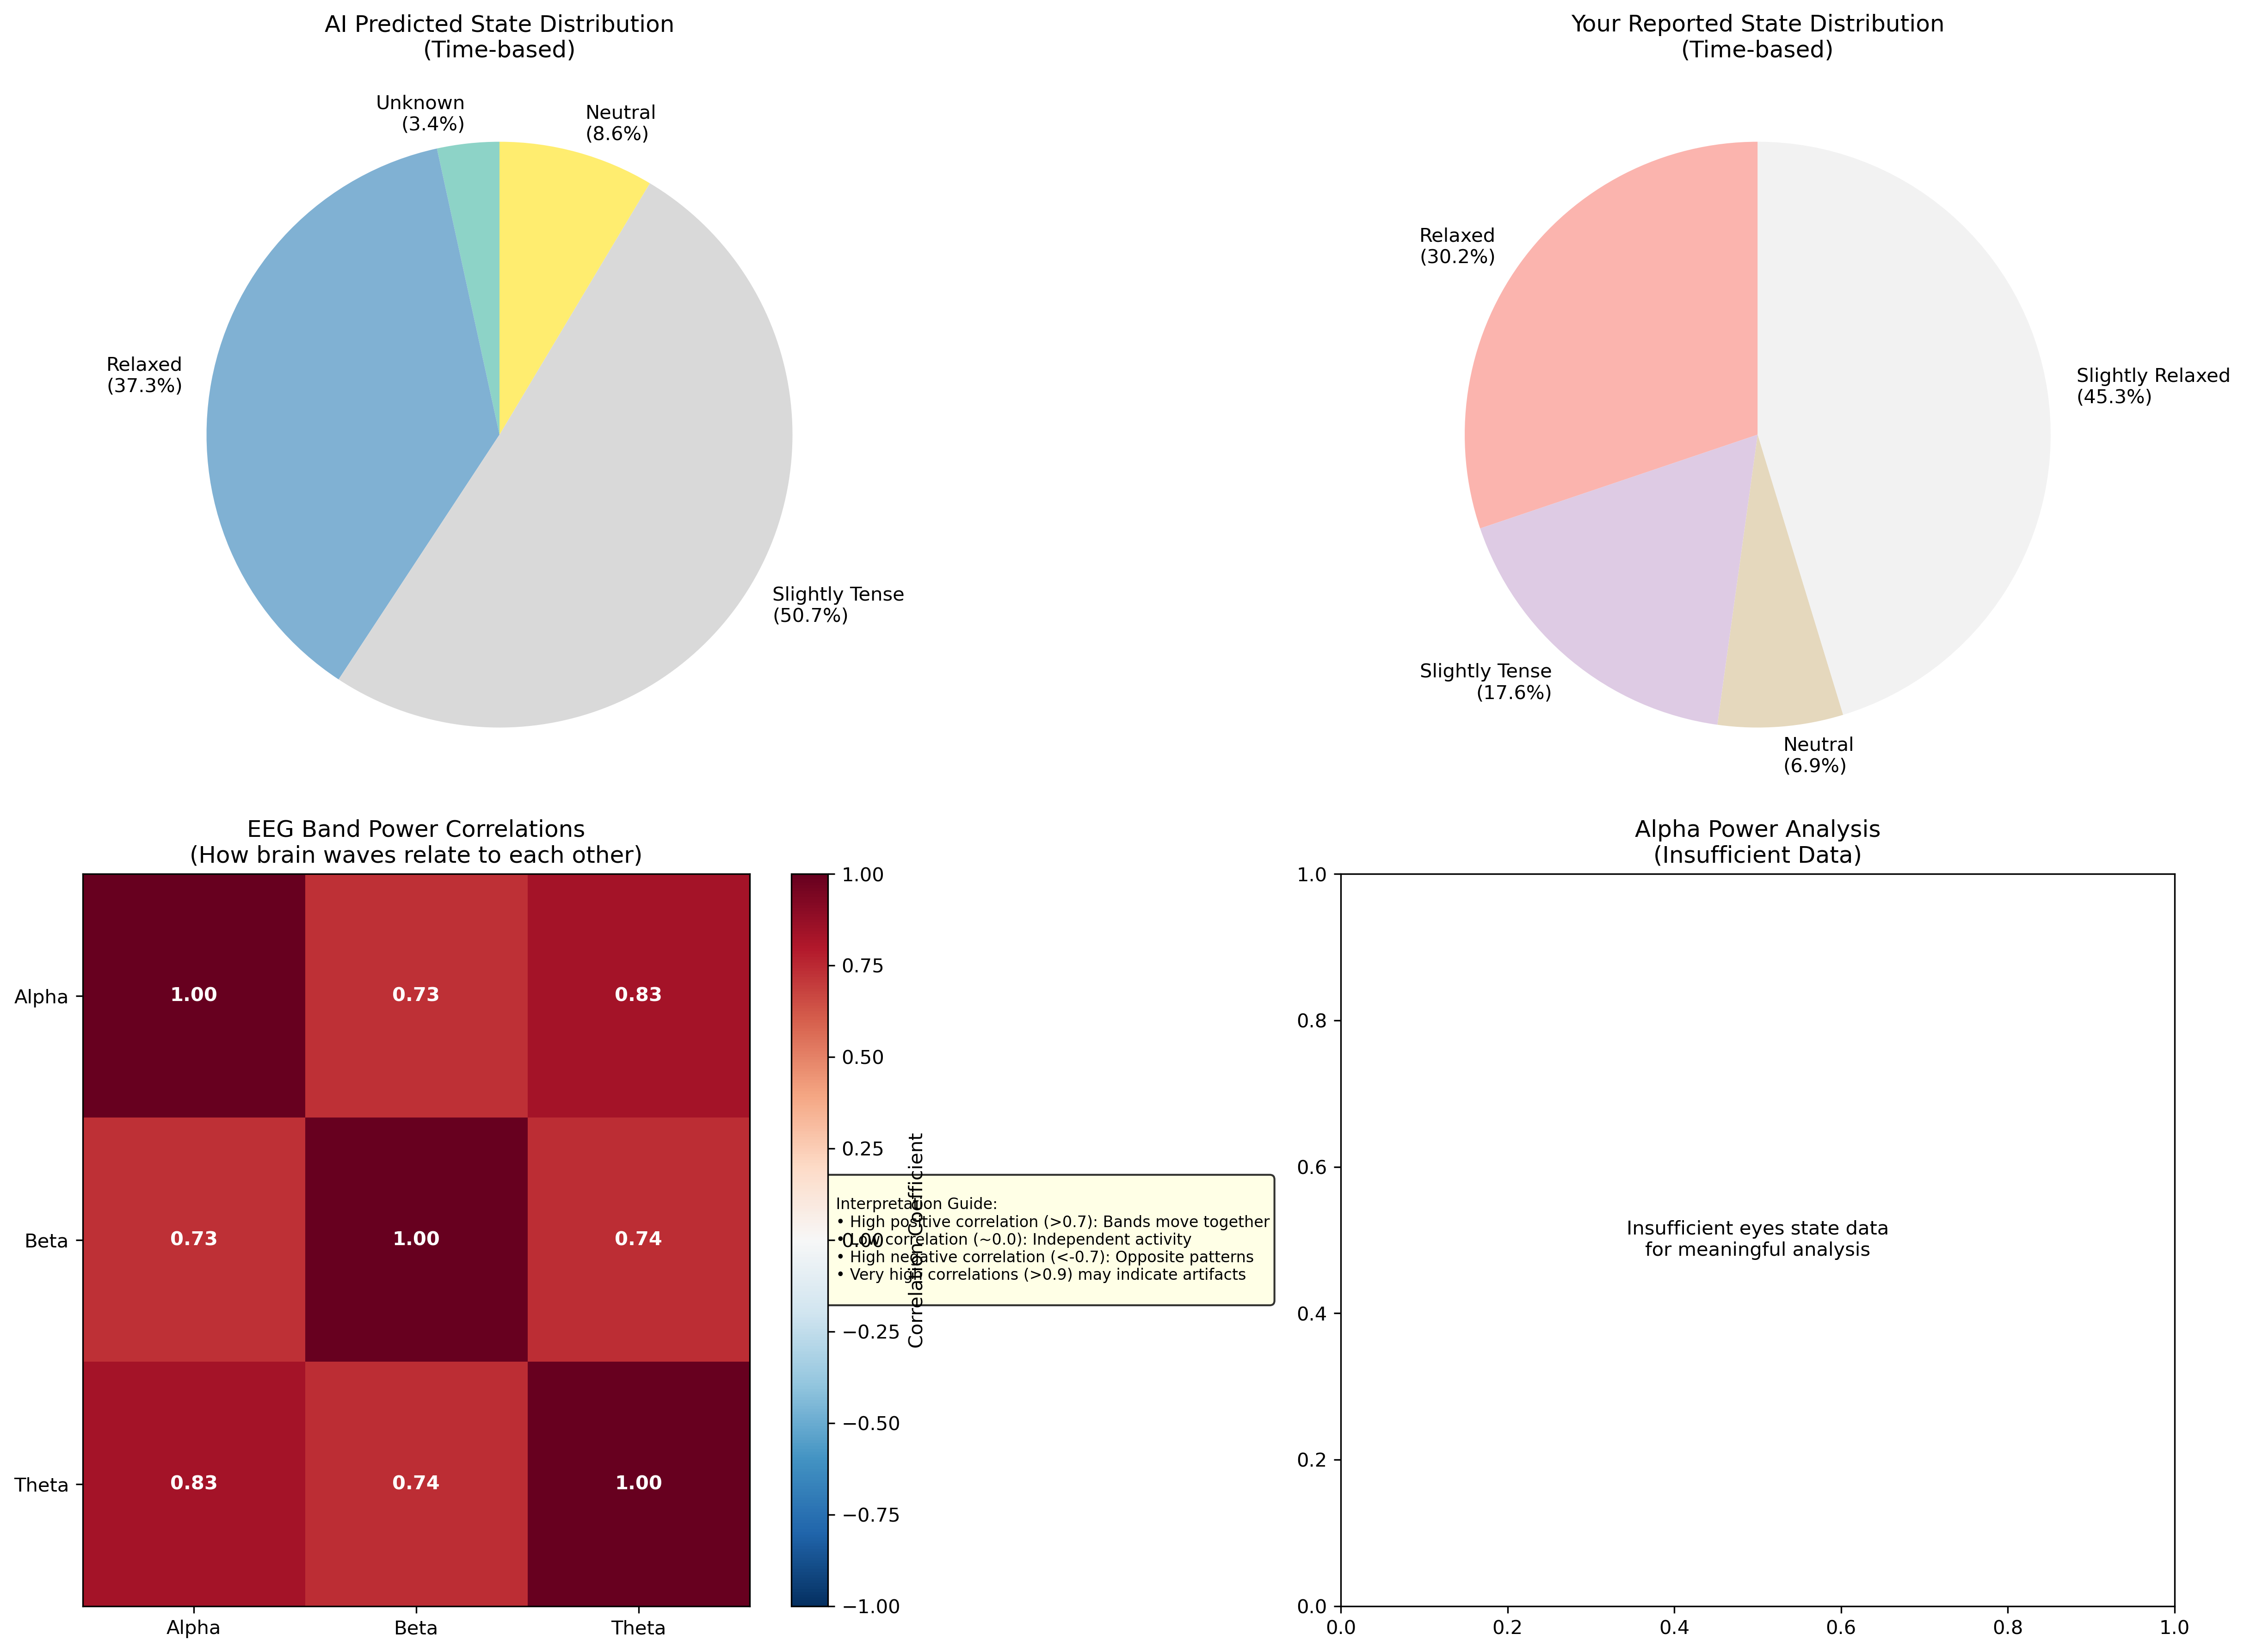 AI Predicted State Distribution
(Time-based)
Unknown
(3.4%)
Neutral
(8.6%)
Relaxed
(37.3%)
Slightly Tense
(50.7%)
Your Reported State Distribution
(Time-based)
Relaxed
(30.2%)
Slightly Relaxed
(45.3%)
Slightly Tense
(17.6%)
Neutral
(6.9%)
EEG Band Power Correlations
(How brain waves relate to each other)
Alpha
1.00 0.73 0.83
Beta
0.73 1.00 0.74
Theta
0.83 0.74 1.00
Alpha Beta Theta
1.00
0.75
0.50
0.25
0.00
−0.25
−0.50
−0.75
−1.00
Correlation Coefficient
Interpretation Guide:
• High positive correlation (>0.7): Bands move together
• Low correlation (~0.0): Independent activity
• High negative correlation (<-0.7): Opposite patterns
• Very high correlations (>0.9) may indicate artifacts
Alpha Power Analysis
(Insufficient Data)
1.0
0.8
0.6
0.4
0.2
0.0
Insufficient eyes state data
for meaningful analysis
0.0 0.2 0.4 0.6 0.8 1.0